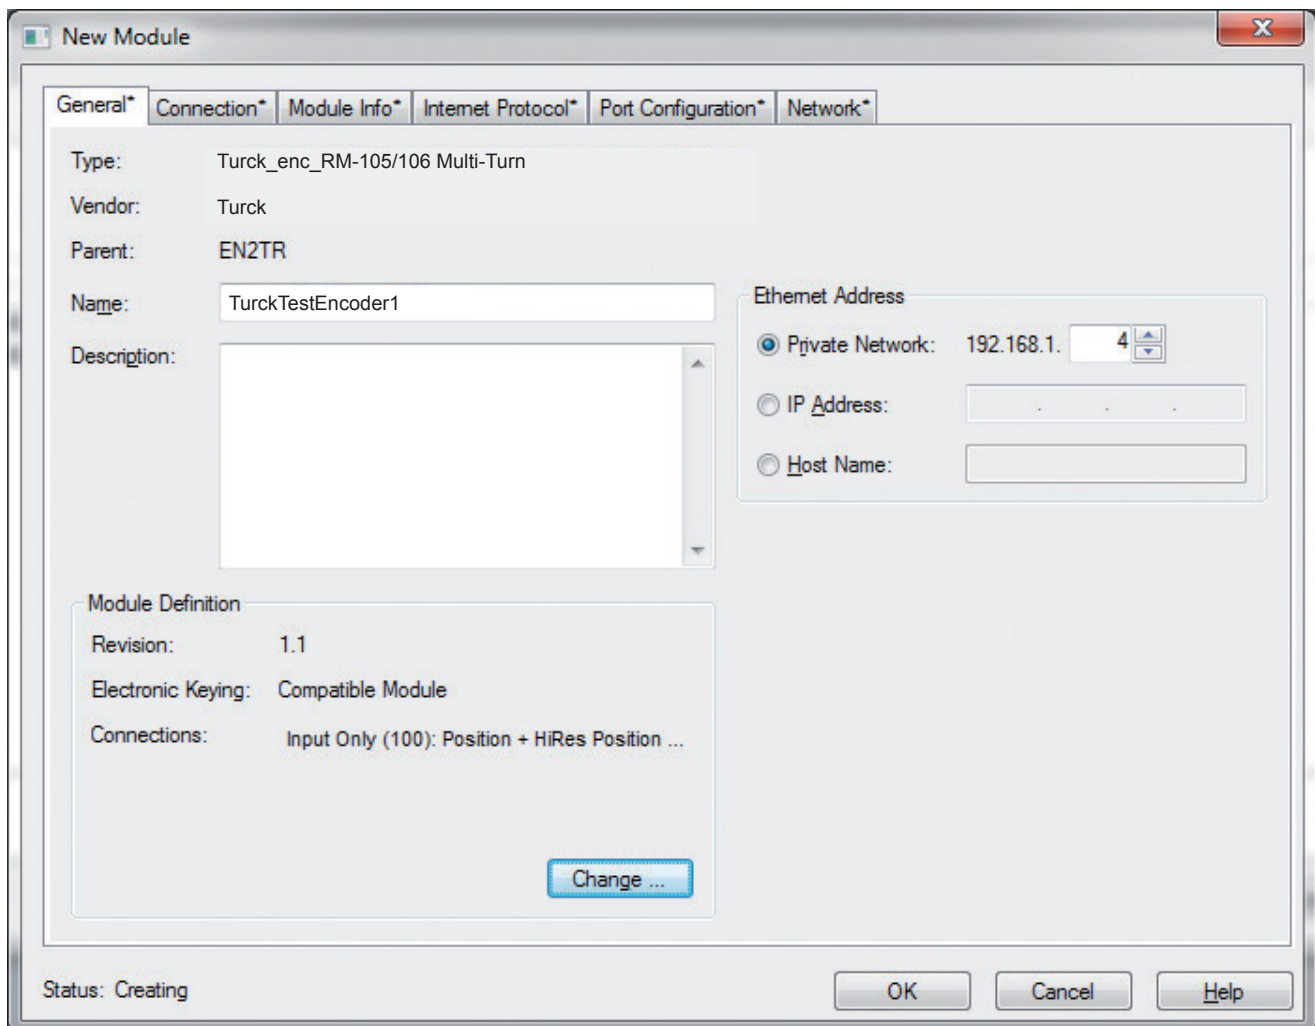 New Module
General* Connection* Module Info* Internet Protocol* Port Configuration* Network*
Type: Turck_enc_RM-105/106 Multi-Turn
Vendor: Turck
Parent: EN2TR
Name: TurckTestEncoder1
Description:
Ethernet Address
Private Network: 192.168.1. 4
IP Address: . . .
Host Name:
Module Definition
Revision: 1.1
Electronic Keying: Compatible Module
Connections: Input Only (100): Position + HiRes Position ...
Change ...
Status: Creating
OK Cancel Help